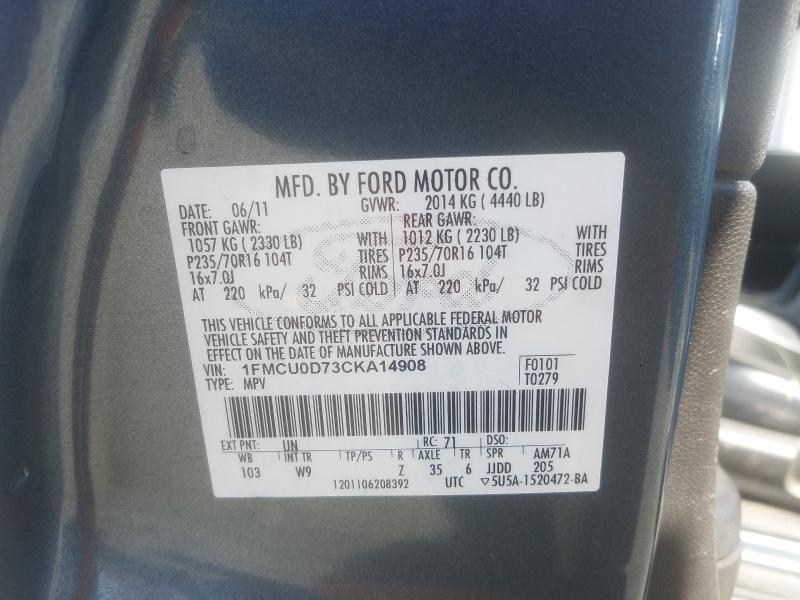 MFD. BY FORD MOTOR CO.
DATE: 06/11 GVWR: 2014 KG ( 4440 LB)
FRONT GAWR: REAR GAWR:
1057 KG ( 2330 LB) WITH 1012 KG ( 2230 LB) WITH
P235/70R16 104T TIRES P235/70R16 104T TIRES
16x7.0J RIMS 16x7.0J RIMS
AT 220 kPa/ 32 PSI COLD AT 220 kPa/ 32 PSI COLD
THIS VEHICLE CONFORMS TO ALL APPLICABLE FEDERAL MOTOR
VEHICLE SAFETY AND THEFT PREVENTION STANDARDS IN
EFFECT ON THE DATE OF MANUFACTURE SHOWN ABOVE.
VIN: 1FMCU0D73CKA14908 F0101
TYPE: MPV T0279
EXT PNT: UN RC: 71 DSO:
WB INT TR TP/PS R AXLE TR SPR AM71A
103 W9 Z 35 6 JJDD 205
1201106208392 UTC ▽5U5A-1520472-BA